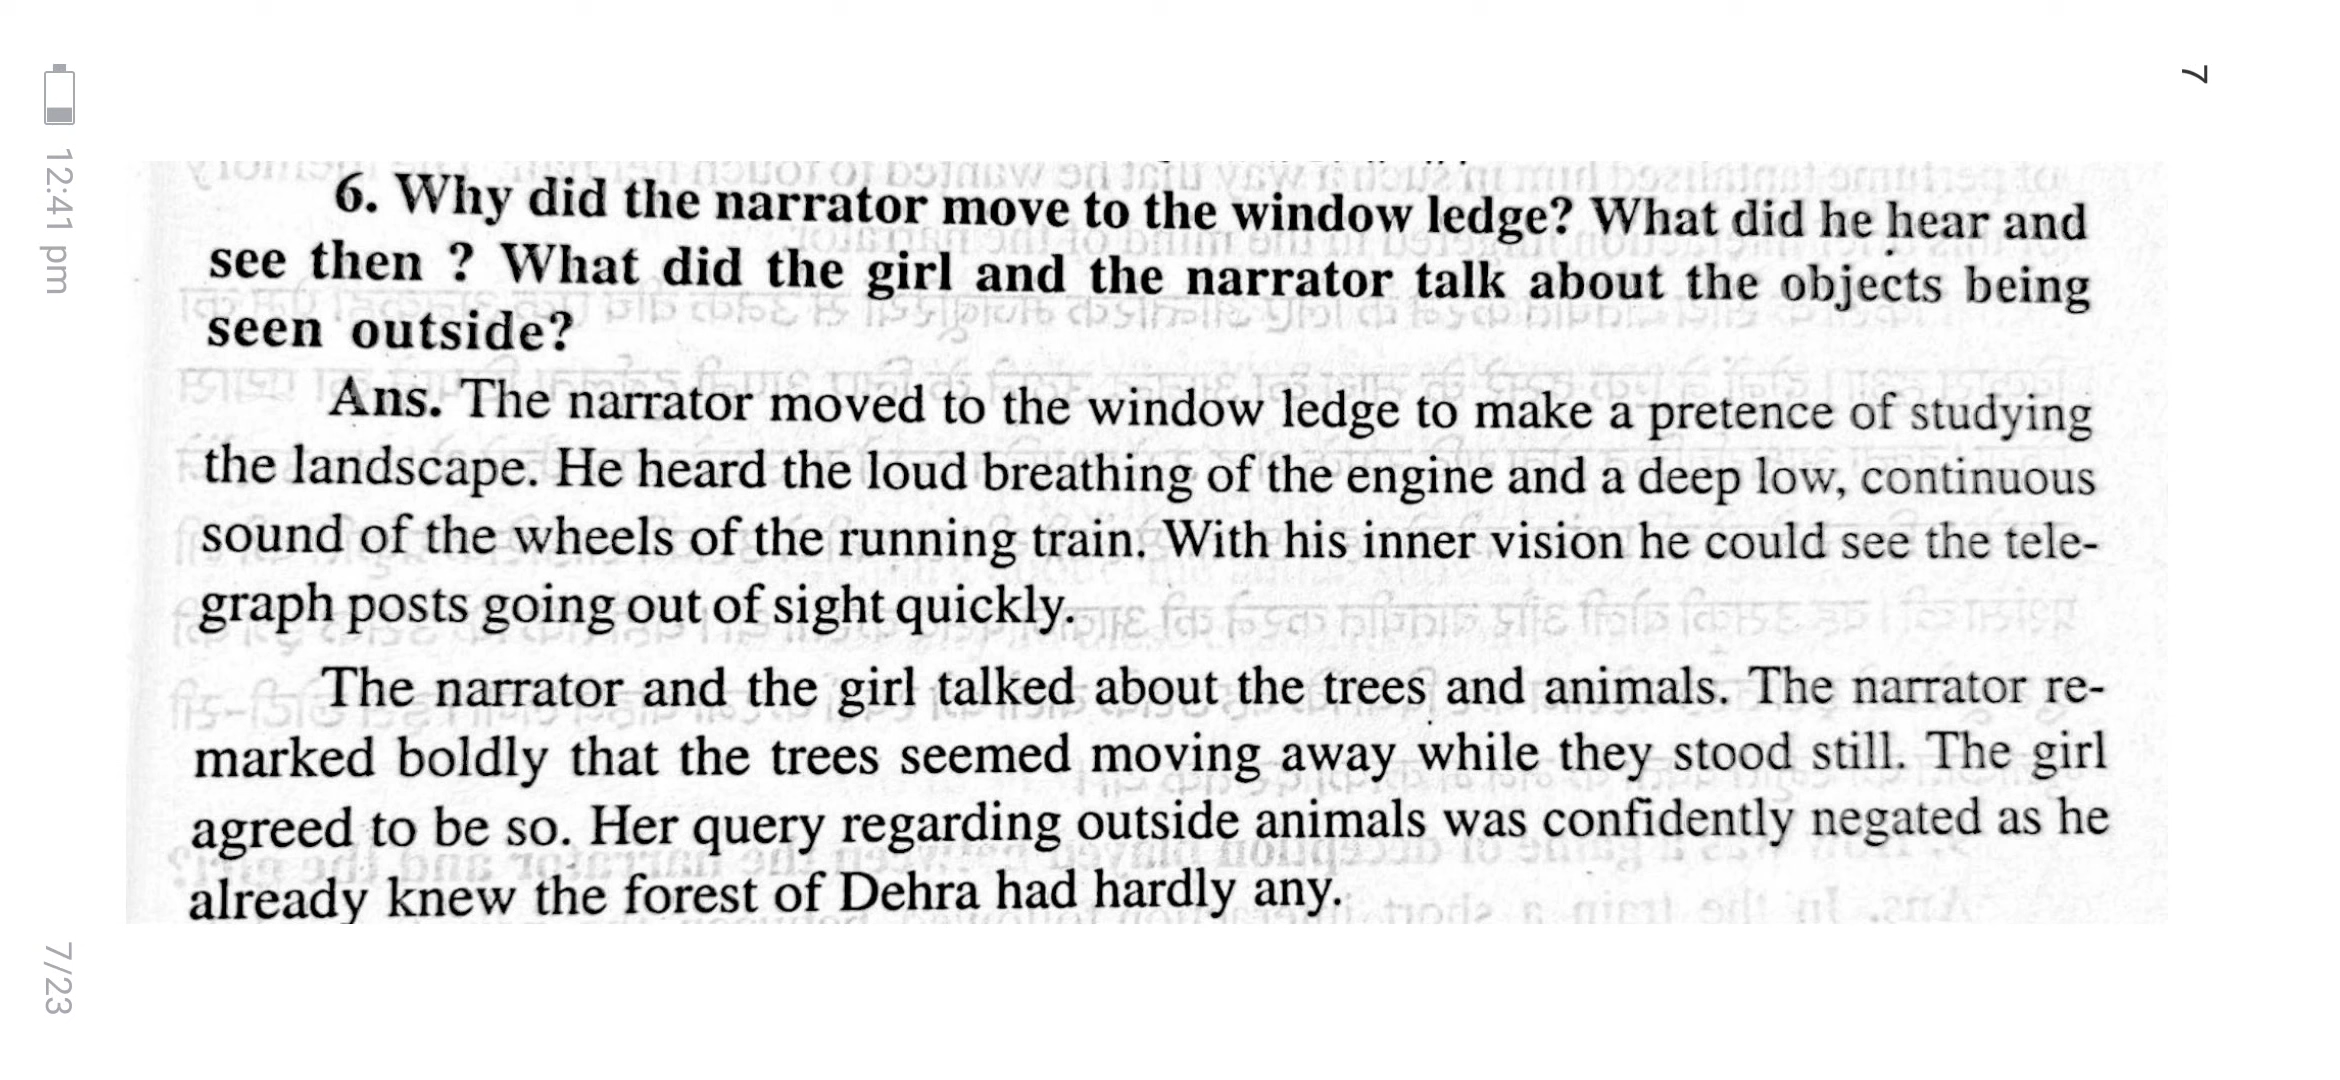 7
6. Why did the narrator move to the window ledge? What did he hear and
see then ? What did the girl and the narrator talk about the objects being
seen outside?
Ans. The narrator moved to the window ledge to make a pretence of studying
the landscape. He heard the loud breathing of the engine and a deep low, continuous
sound of the wheels of the running train. With his inner vision he could see the tele-
graph posts going out of sight quickly.
The narrator and the girl talked about the trees and animals. The narrator re-
marked boldly that the trees seemed moving away while they stood still. The girl
agreed to be so. Her query regarding outside animals was confidently negated as he
already knew the forest of Dehra had hardly any.
12:41 pm
7/23